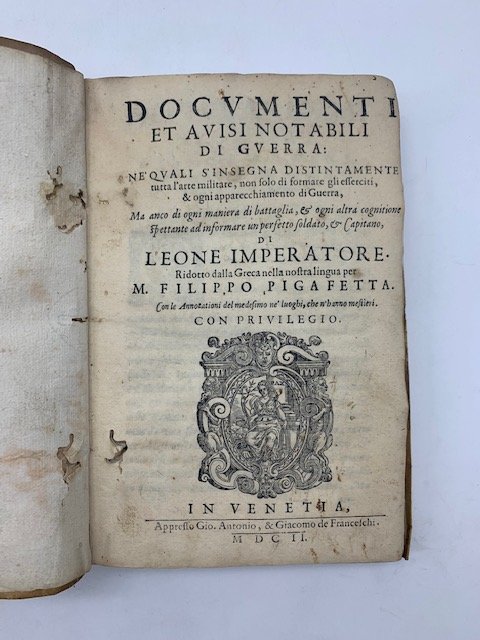 DOCVMENTI
ET AVISI NOTABILI
DI GVERRA:
NE' QVALI S'INSEGNA DISTINTAMENTE
tutta l'arte militare, non solo di formare gli esserciti,
& ogni apparecchiamento di Guerra,
Ma anco di ogni maniera di battaglia, & ogni altra cognitione
spettante ad informare un perfetto soldato, & Capitano,
DI
L'EONE IMPERATORE.
Ridotto dalla Greca nella nostra lingua per
M. FILIPPO PIGAFETTA.
Con le Annotationi del medesimo ne' luoghi, che n'hanno mestieri.
CON PRIVILEGIO.
IN VENETIA,
Appresso Gio. Antonio, & Giacomo de Franceschi.
M D C II.